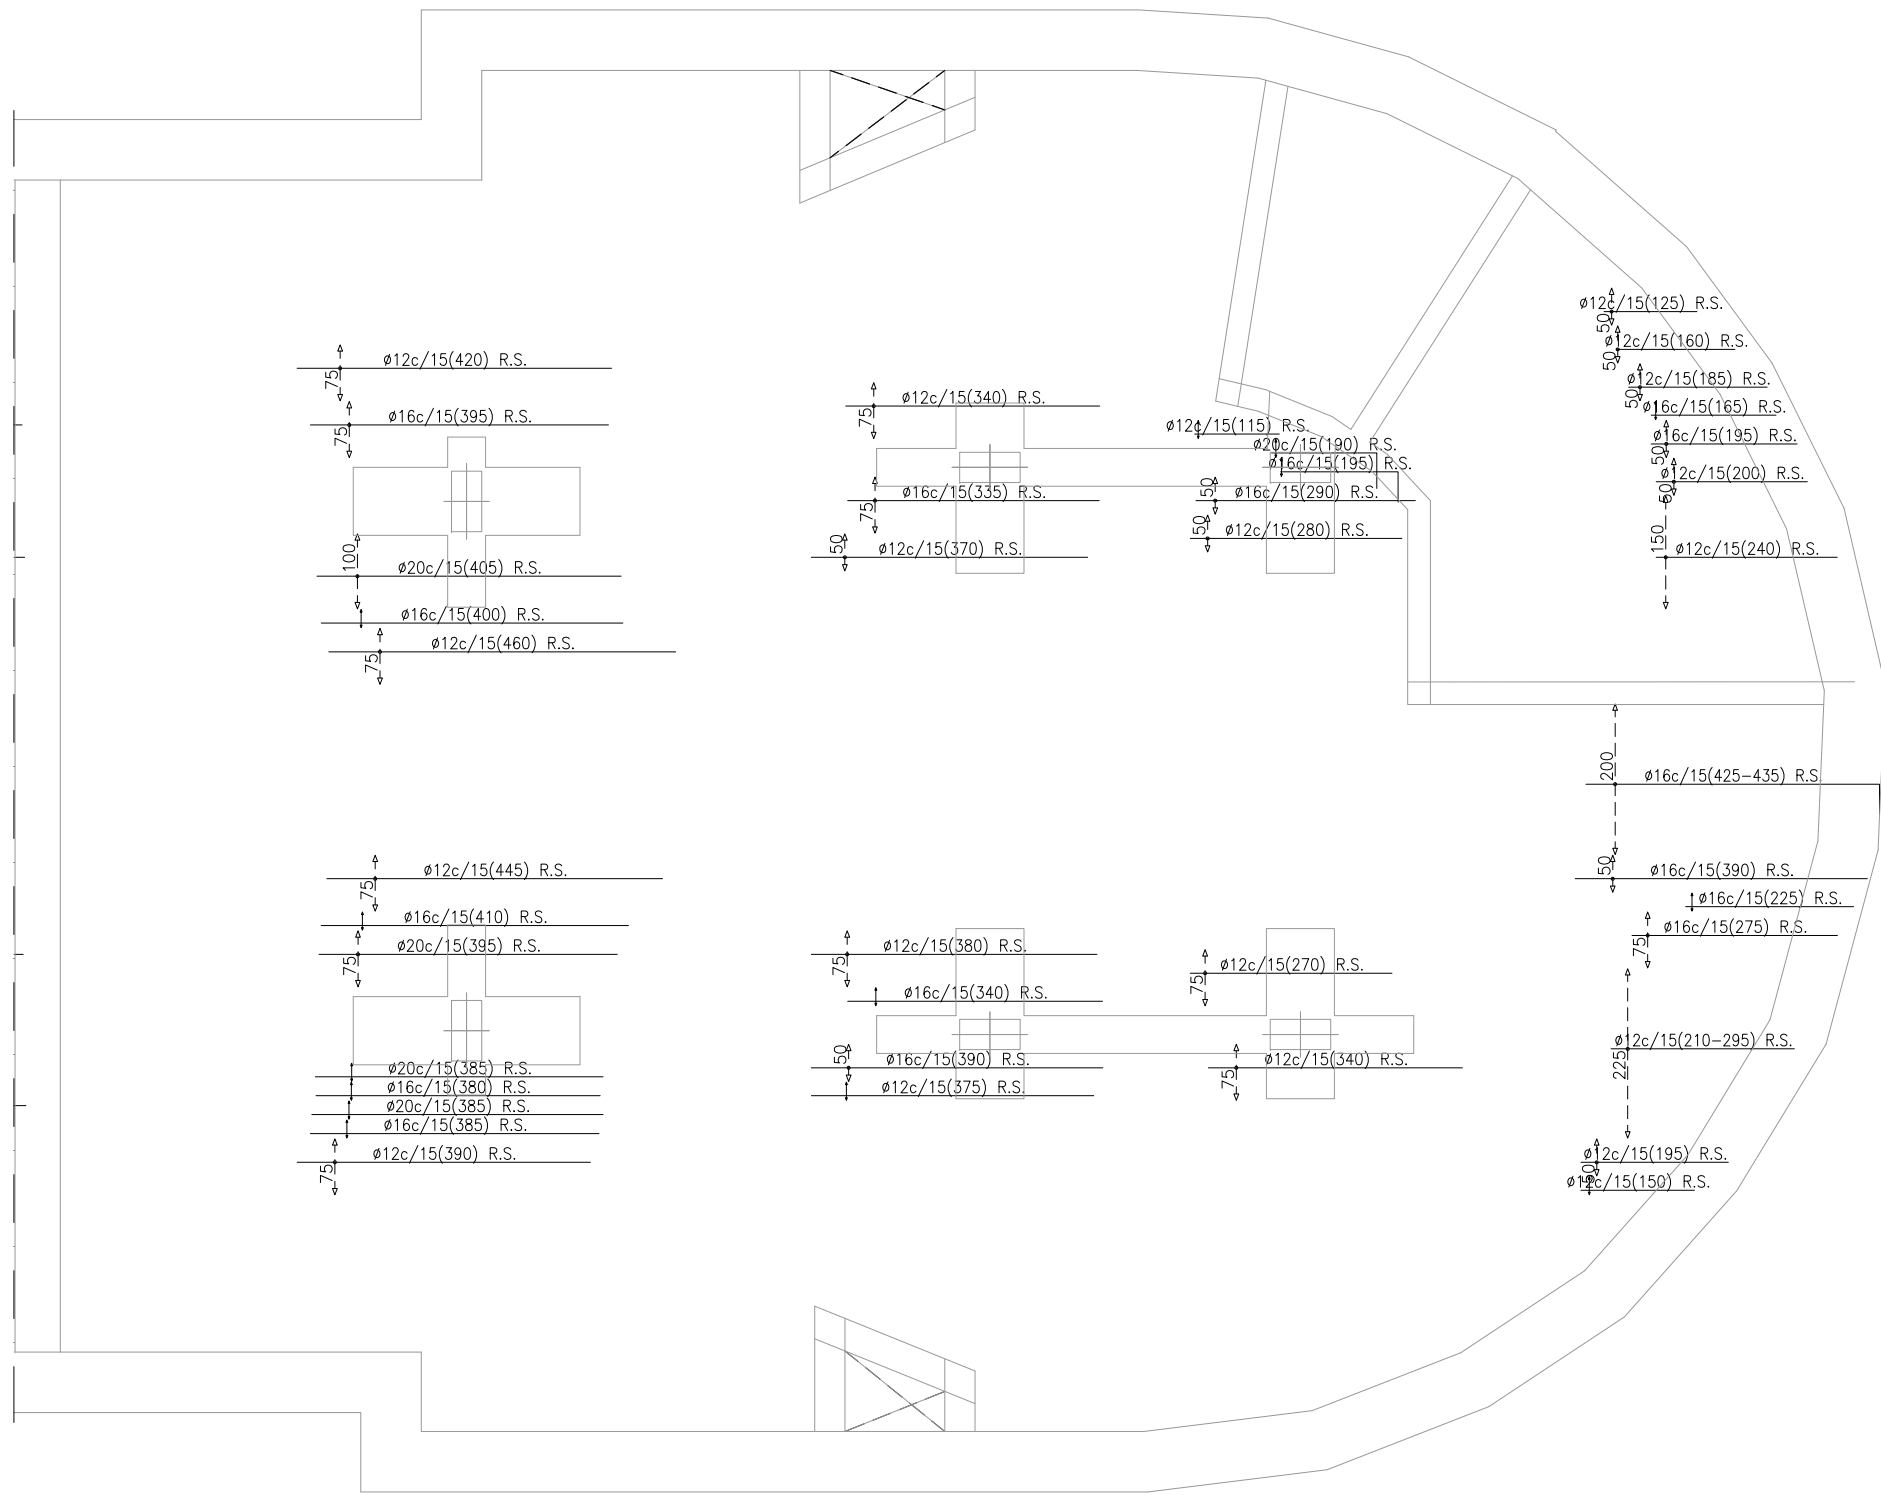 ø12c/15(420) R.S.
75
ø16c/15(395) R.S.
75
100
ø20c/15(405) R.S.
ø16c/15(400) R.S.
ø12c/15(460) R.S.
75
ø12c/15(340) R.S.
75
ø16c/15(335) R.S.
75
50
ø12c/15(370) R.S.
ø12c/15(115) R.S.
ø20c/15(190) R.S.
ø16c/15(195) R.S.
50
ø16c/15(290) R.S.
50
ø12c/15(280) R.S.
ø12c/15(125) R.S.
50
ø12c/15(160) R.S.
50
ø12c/15(185) R.S.
50
ø16c/15(165) R.S.
ø16c/15(195) R.S.
50
ø12c/15(200) R.S.
50
150
ø12c/15(240) R.S.
200
ø16c/15(425-435) R.S.
50
ø16c/15(390) R.S.
ø16c/15(225) R.S.
ø16c/15(275) R.S.
75
ø12c/15(210-295) R.S.
225
ø12c/15(195) R.S.
50
ø12c/15(150) R.S.
ø12c/15(445) R.S.
75
ø16c/15(410) R.S.
ø20c/15(395) R.S.
75
ø20c/15(385) R.S.
ø16c/15(380) R.S.
ø20c/15(385) R.S.
ø16c/15(385) R.S.
ø12c/15(390) R.S.
75
ø12c/15(380) R.S.
75
ø16c/15(340) R.S.
50
ø16c/15(390) R.S.
ø12c/15(375) R.S.
ø12c/15(270) R.S.
75
ø12c/15(340) R.S.
75